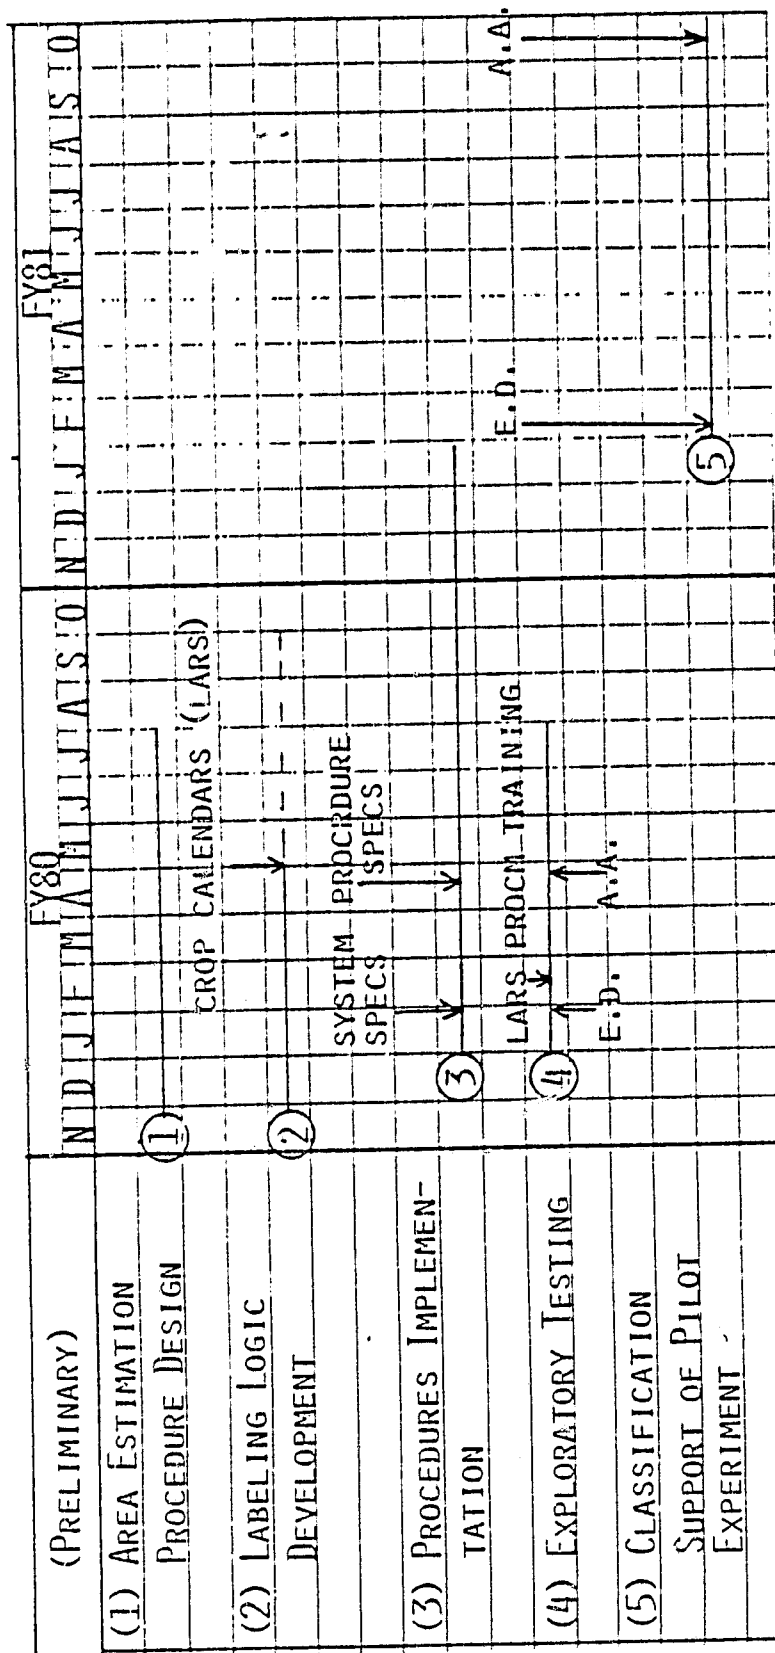 (PRELIMINARY)
FY80
FY81
N D J F M A M J J A S O
N D J F M A M J J A S O
(1) AREA ESTIMATION
PROCEDURE DESIGN
(1)
CROP CALENDARS (LARS)
(2) LABELING LOGIC
DEVELOPMENT
(2)
SYSTEM PROCRDURE
SPECS SPECS
(3) PROCEDURES IMPLEMEN-
TATION
(3)
LARS PROCM TRAINING
(4) EXPLORATORY TESTING
(4)
E.D. A.A.
E.D. A.A.
(5) CLASSIFICATION
SUPPORT OF PILOT
EXPERIMENT
(5)